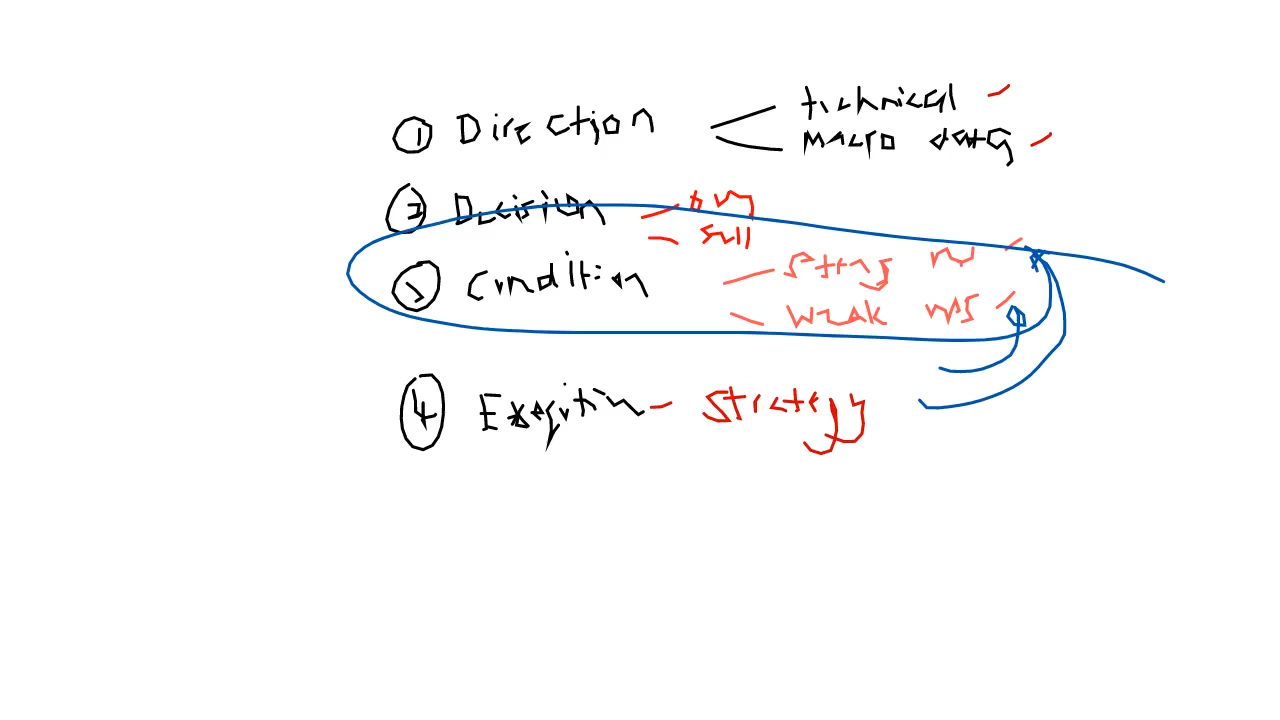 ① Direction technical
macro data
② Decision buy
sell
③ Condition strong
weak
④ Execution - Strategy